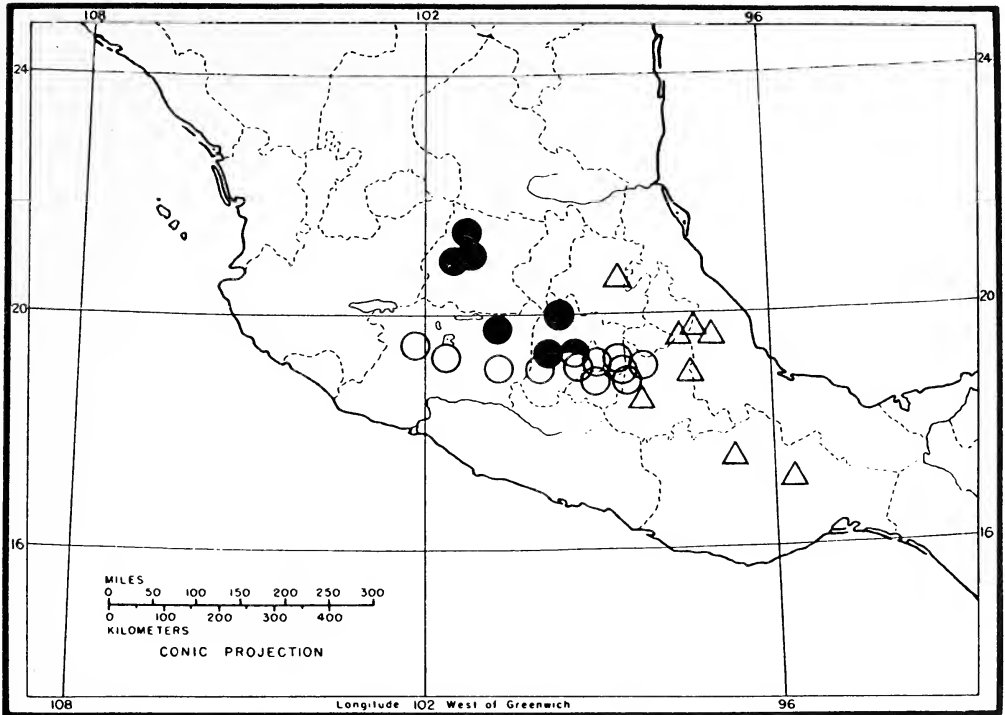 108 102 96
24 24
20 20
16 16
MILES
0 50 100 150 200 250 300
0 100 200 300 400
KILOMETERS
CONIC PROJECTION
108 102 96
Longitude West of Greenwich